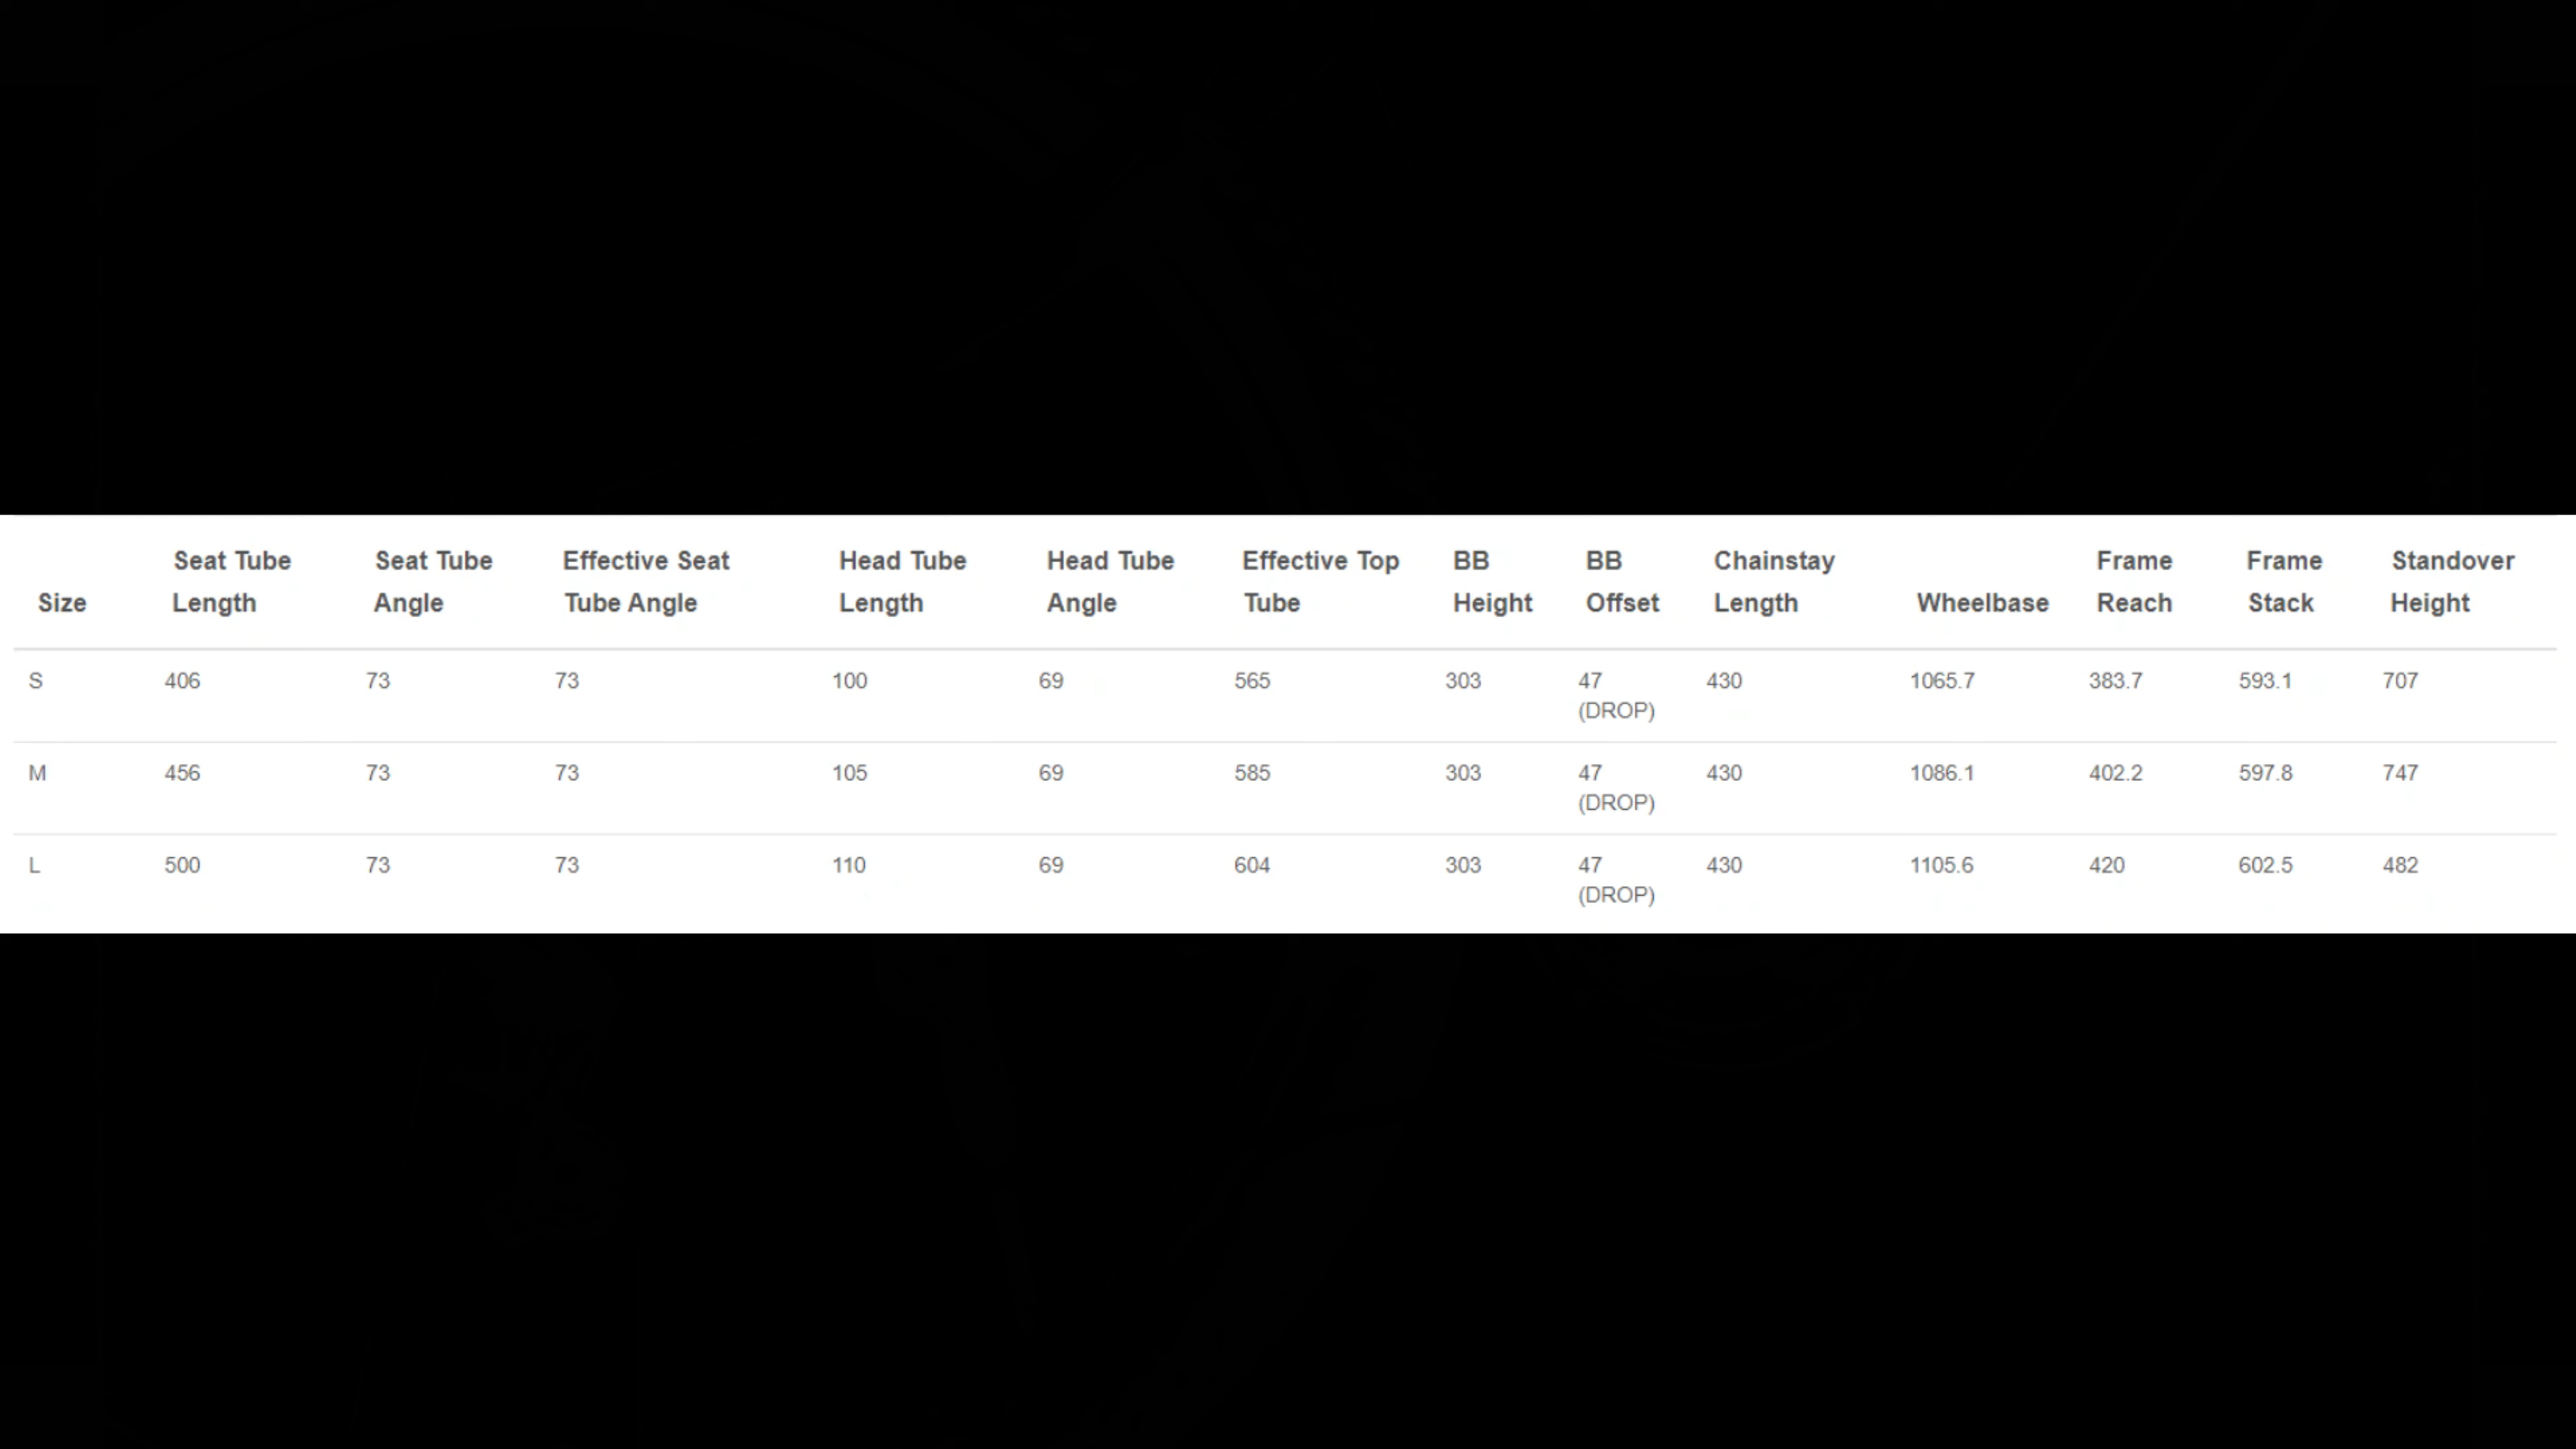 Size Seat Tube Length Seat Tube Angle Effective Seat Tube Angle Head Tube Length Head Tube Angle Effective Top Tube BB Height BB Offset Chainstay Length Wheelbase Frame Reach Frame Stack Standover Height
S 406 73 73 100 69 565 303 47 (DROP) 430 1065.7 383.7 593.1 707
M 456 73 73 105 69 585 303 47 (DROP) 430 1086.1 402.2 597.8 747
L 500 73 73 110 69 604 303 47 (DROP) 430 1105.6 420 602.5 482